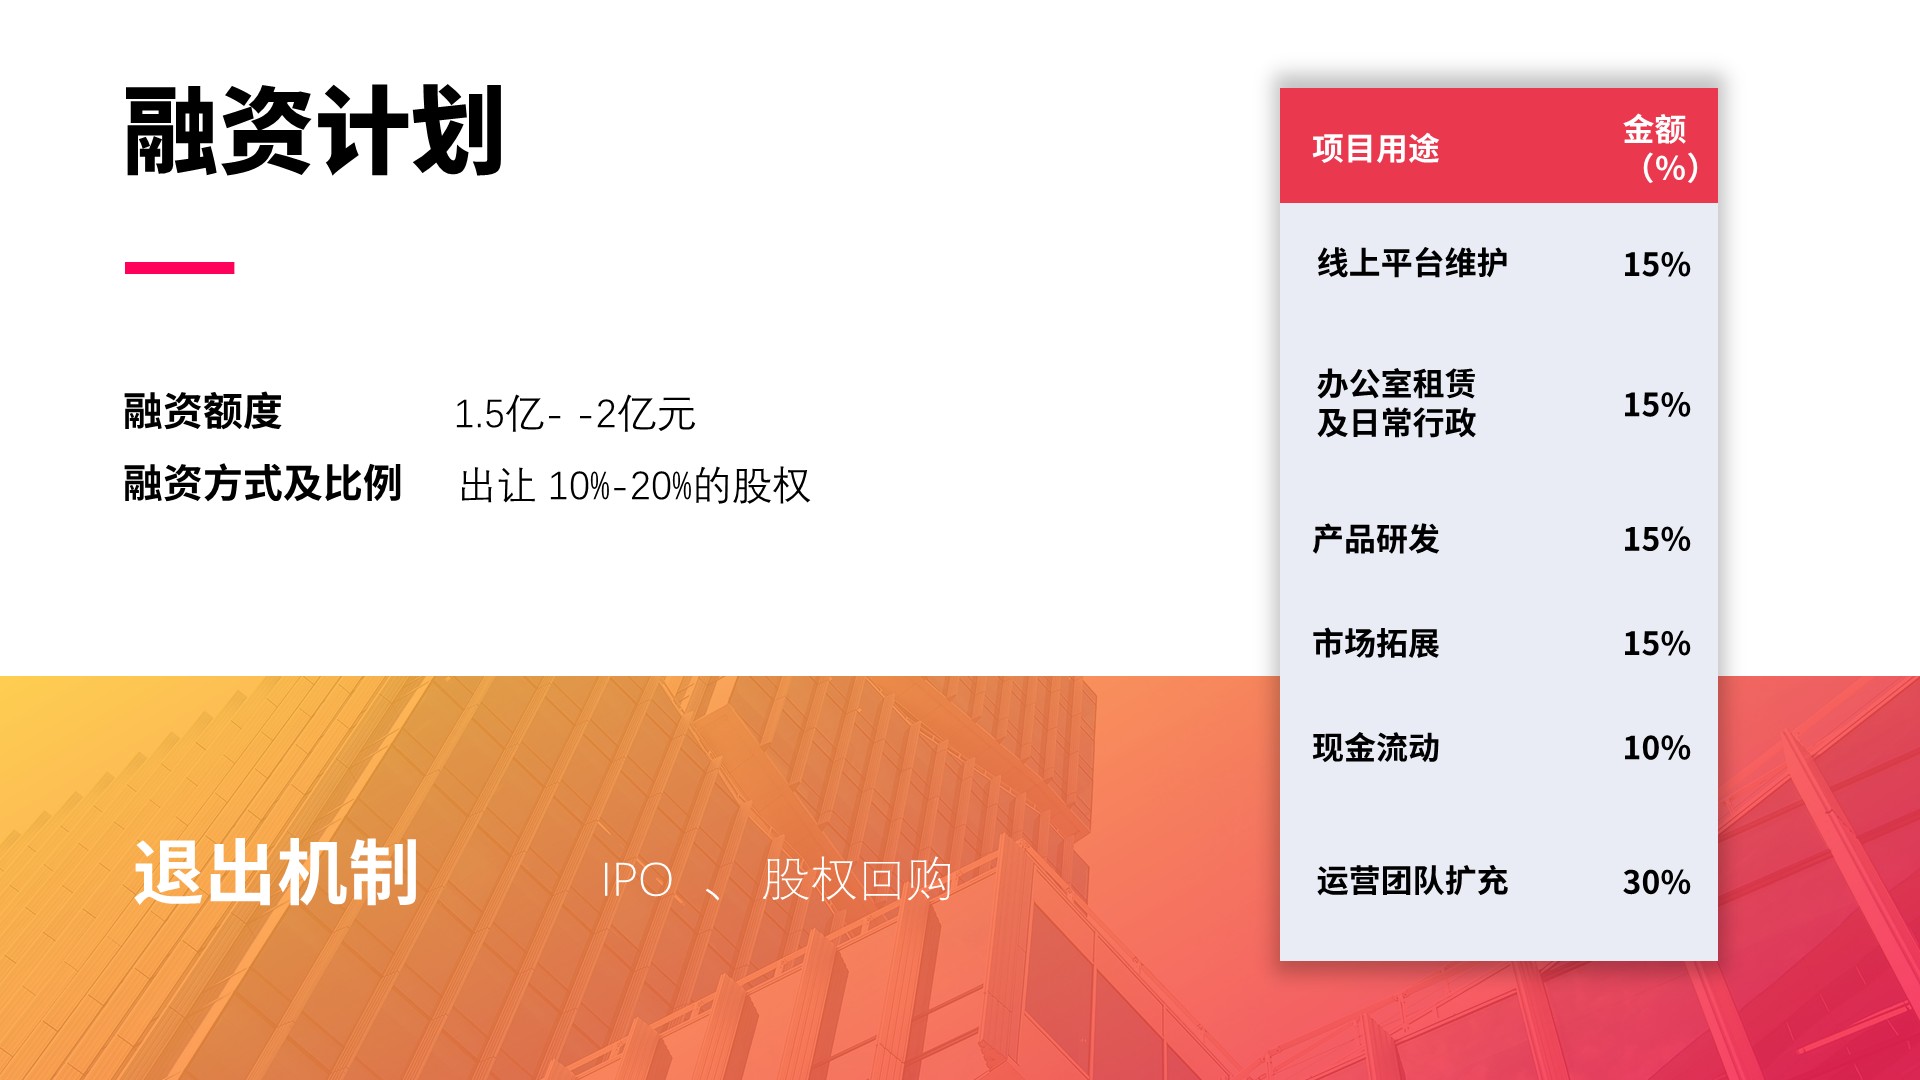 融资计划
融资额度 1.5亿- -2亿元
融资方式及比例 出让 10%-20%的股权
退出机制 IPO 、 股权回购
项目用途 金额
（%）
线上平台维护 15%
办公室租赁
及日常行政 15%
产品研发 15%
市场拓展 15%
现金流动 10%
运营团队扩充 30%